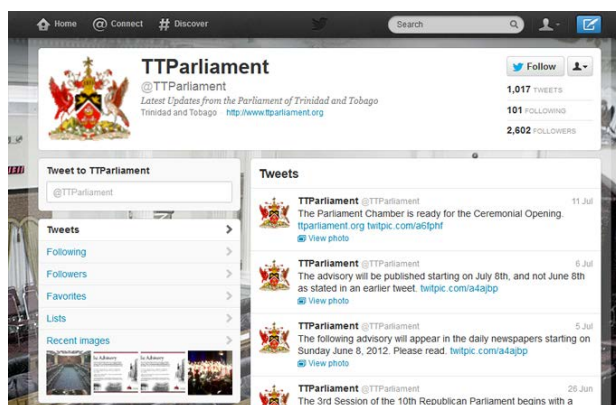 Home Connect Discover Search
TTParliament
@TTParliament
Latest Updates from the Parliament of Trinidad and Tobago
Trinidad and Tobago · http://www.ttparliament.org
Follow
1,017 TWEETS
101 FOLLOWING
2,602 FOLLOWERS
Tweet to TTParliament
@TTParliament
Tweets
Following
Followers
Favorites
Lists
Recent images
Tweets
TTParliament @TTParliament 11 Jul
The Parliament Chamber is ready for the Ceremonial Opening.
ttparliament.org twitpic.com/a6fphf
View photo
TTParliament @TTParliament 6 Jul
The advisory will be published starting on July 8th, and not June 8th
as stated in an earlier tweet. twitpic.com/a4ajbp
View photo
TTParliament @TTParliament 5 Jul
The following advisory will appear in the daily newspapers starting on
Sunday June 8, 2012. Please read. twitpic.com/a4ajbp
View photo
TTParliament @TTParliament 26 Jun
The 3rd Session of the 10th Republican Parliament begins with a